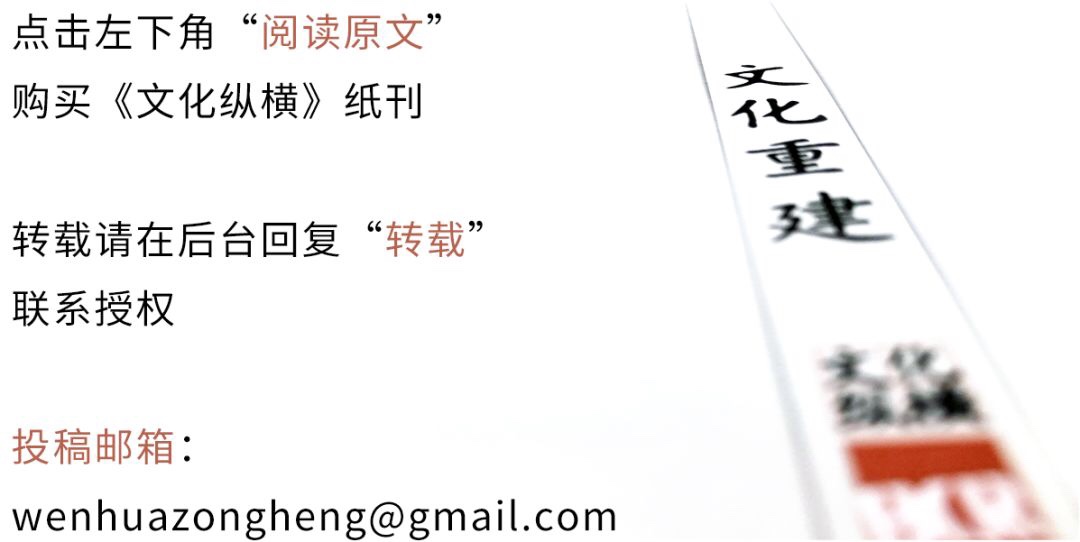 点击左下角“阅读原文”
购买《文化纵横》纸刊
转载请在后台回复“转载”
联系授权
投稿邮箱：
wenhuazongheng@gmail.com
文化重建
文化
纵横